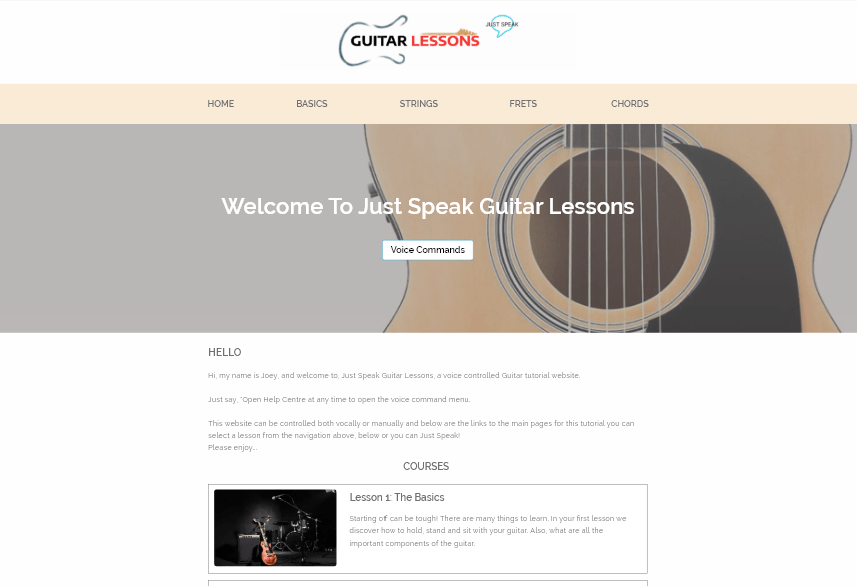 JUST SPEAK
GUITAR LESSONS
HOME BASICS STRINGS FRETS CHORDS
Welcome To Just Speak Guitar Lessons
Voice Commands
HELLO
Hi, my name is Joey, and welcome to, Just Speak Guitar Lessons, a voice controlled Guitar tutorial website.
Just say, "Open Help Centre at any time to open the voice command menu.
This website can be controlled both vocally or manually and below are the links to the main pages for this tutorial you can
select a lesson from the navigation above, below or you can Just Speak!
Please enjoy...
COURSES
Lesson 1: The Basics
Starting off can be tough! There are many things to learn. In your first lesson we
discover how to hold, stand and sit with your guitar. Also, what are all the
important components of the guitar.